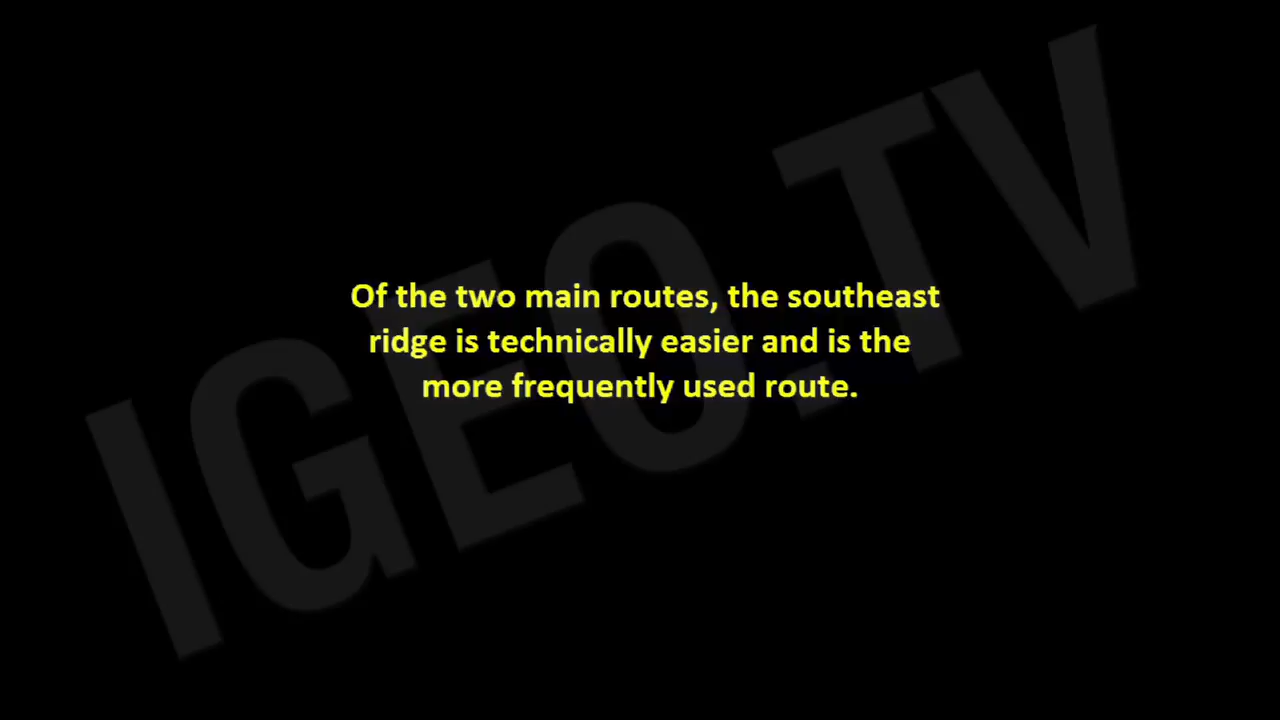 IGEO.TV
Of the two main routes, the southeast
ridge is technically easier and is the
more frequently used route.